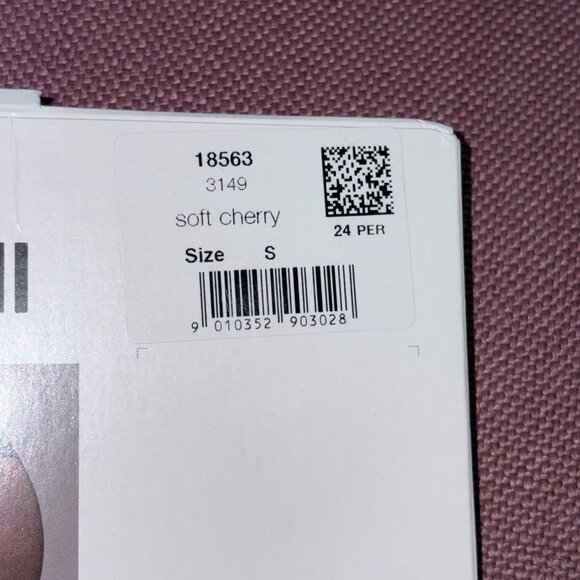 18563
3149
soft cherry
24 PER
Size S
9 010352 903028